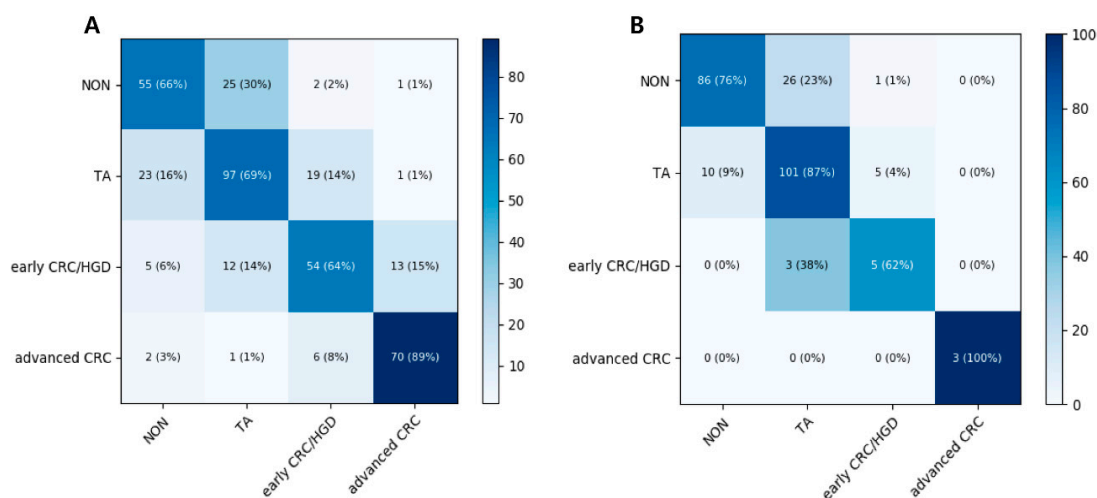 A
NON
55 (66%) 25 (30%) 2 (2%) 1 (1%)
TA
23 (16%) 97 (69%) 19 (14%) 1 (1%)
early CRC/HGD
5 (6%) 12 (14%) 54 (64%) 13 (15%)
advanced CRC
2 (3%) 1 (1%) 6 (8%) 70 (89%)
NON
TA
early CRC/HGD
advanced CRC
80
70
60
50
40
30
20
10
B
NON
86 (76%) 26 (23%) 1 (1%) 0 (0%)
TA
10 (9%) 101 (87%) 5 (4%) 0 (0%)
early CRC/HGD
0 (0%) 3 (38%) 5 (62%) 0 (0%)
advanced CRC
0 (0%) 0 (0%) 0 (0%) 3 (100%)
NON
TA
early CRC/HGD
advanced CRC
100
80
60
40
20
0